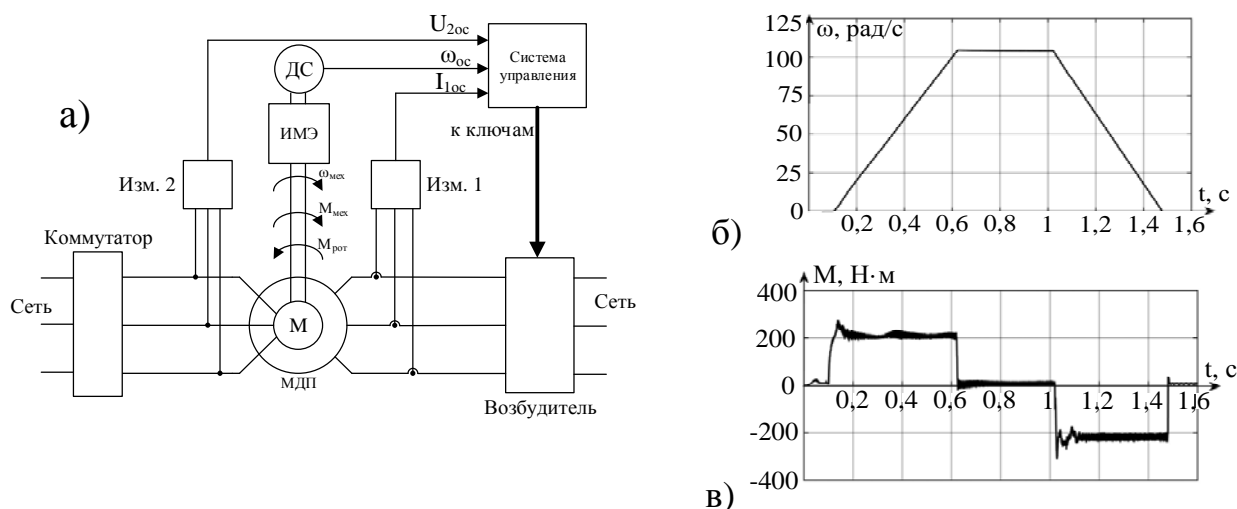 а)
U2ос
ωос
I1ос
Система
управления
к ключам
ДС
ИМЭ
Изм. 2
Изм. 1
ωмех
Ммех
Мрот
Коммутатор
Сеть
М
МДП
Сеть
Возбудитель
б)
ω, рад/с
125
100
75
50
25
0
0,2 0,4 0,6 0,8 1 1,2 1,4 1,6
t, с
в)
М, Н·м
400
200
0
-200
-400
0,2 0,4 0,6 0,8 1 1,2 1,4 1,6
t, с